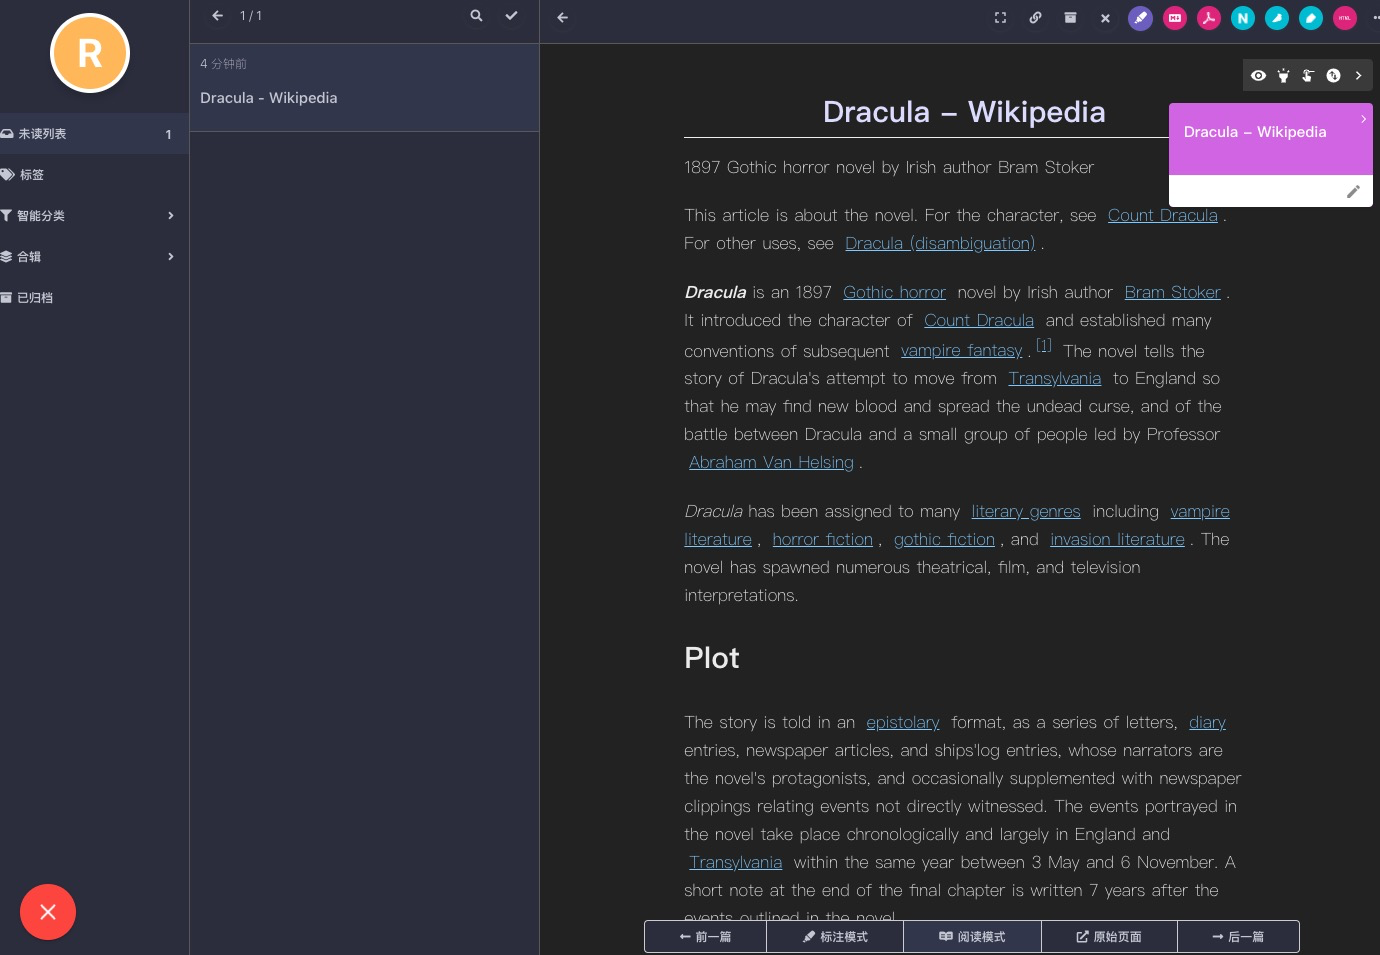 R
未读列表 1
标签
智能分类
合辑
已归档
1 / 1
4 分钟前
Dracula - Wikipedia
N
HTML
Dracula – Wikipedia
1897 Gothic horror novel by Irish author Bram Stoker
This article is about the novel. For the character, see Count Dracula .
For other uses, see Dracula (disambiguation) .
Dracula is an 1897 Gothic horror novel by Irish author Bram Stoker .
It introduced the character of Count Dracula and established many
conventions of subsequent vampire fantasy . [1] The novel tells the
story of Dracula's attempt to move from Transylvania to England so
that he may find new blood and spread the undead curse, and of the
battle between Dracula and a small group of people led by Professor
Abraham Van Helsing .
Dracula has been assigned to many literary genres including vampire
literature , horror fiction , gothic fiction , and invasion literature . The
novel has spawned numerous theatrical, film, and television
interpretations.
Plot
The story is told in an epistolary format, as a series of letters, diary
entries, newspaper articles, and ships'log entries, whose narrators are
the novel's protagonists, and occasionally supplemented with newspaper
clippings relating events not directly witnessed. The events portrayed in
the novel take place chronologically and largely in England and
Transylvania within the same year between 3 May and 6 November. A
short note at the end of the final chapter is written 7 years after the
events outlined in the novel.
Dracula – Wikipedia
前一篇 标注模式 阅读模式 原始页面 后一篇